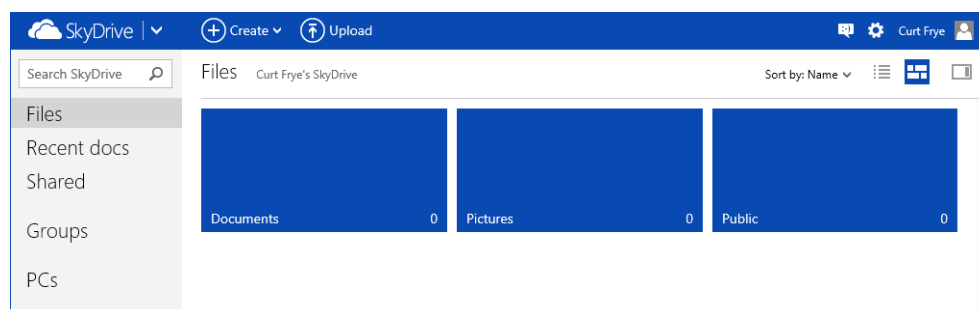 SkyDrive
Create
Upload
Curt Frye
Search SkyDrive
Files Curt Frye's SkyDrive
Sort by: Name
Files
Recent docs
Shared
Groups
PCs
Documents 0
Pictures 0
Public 0